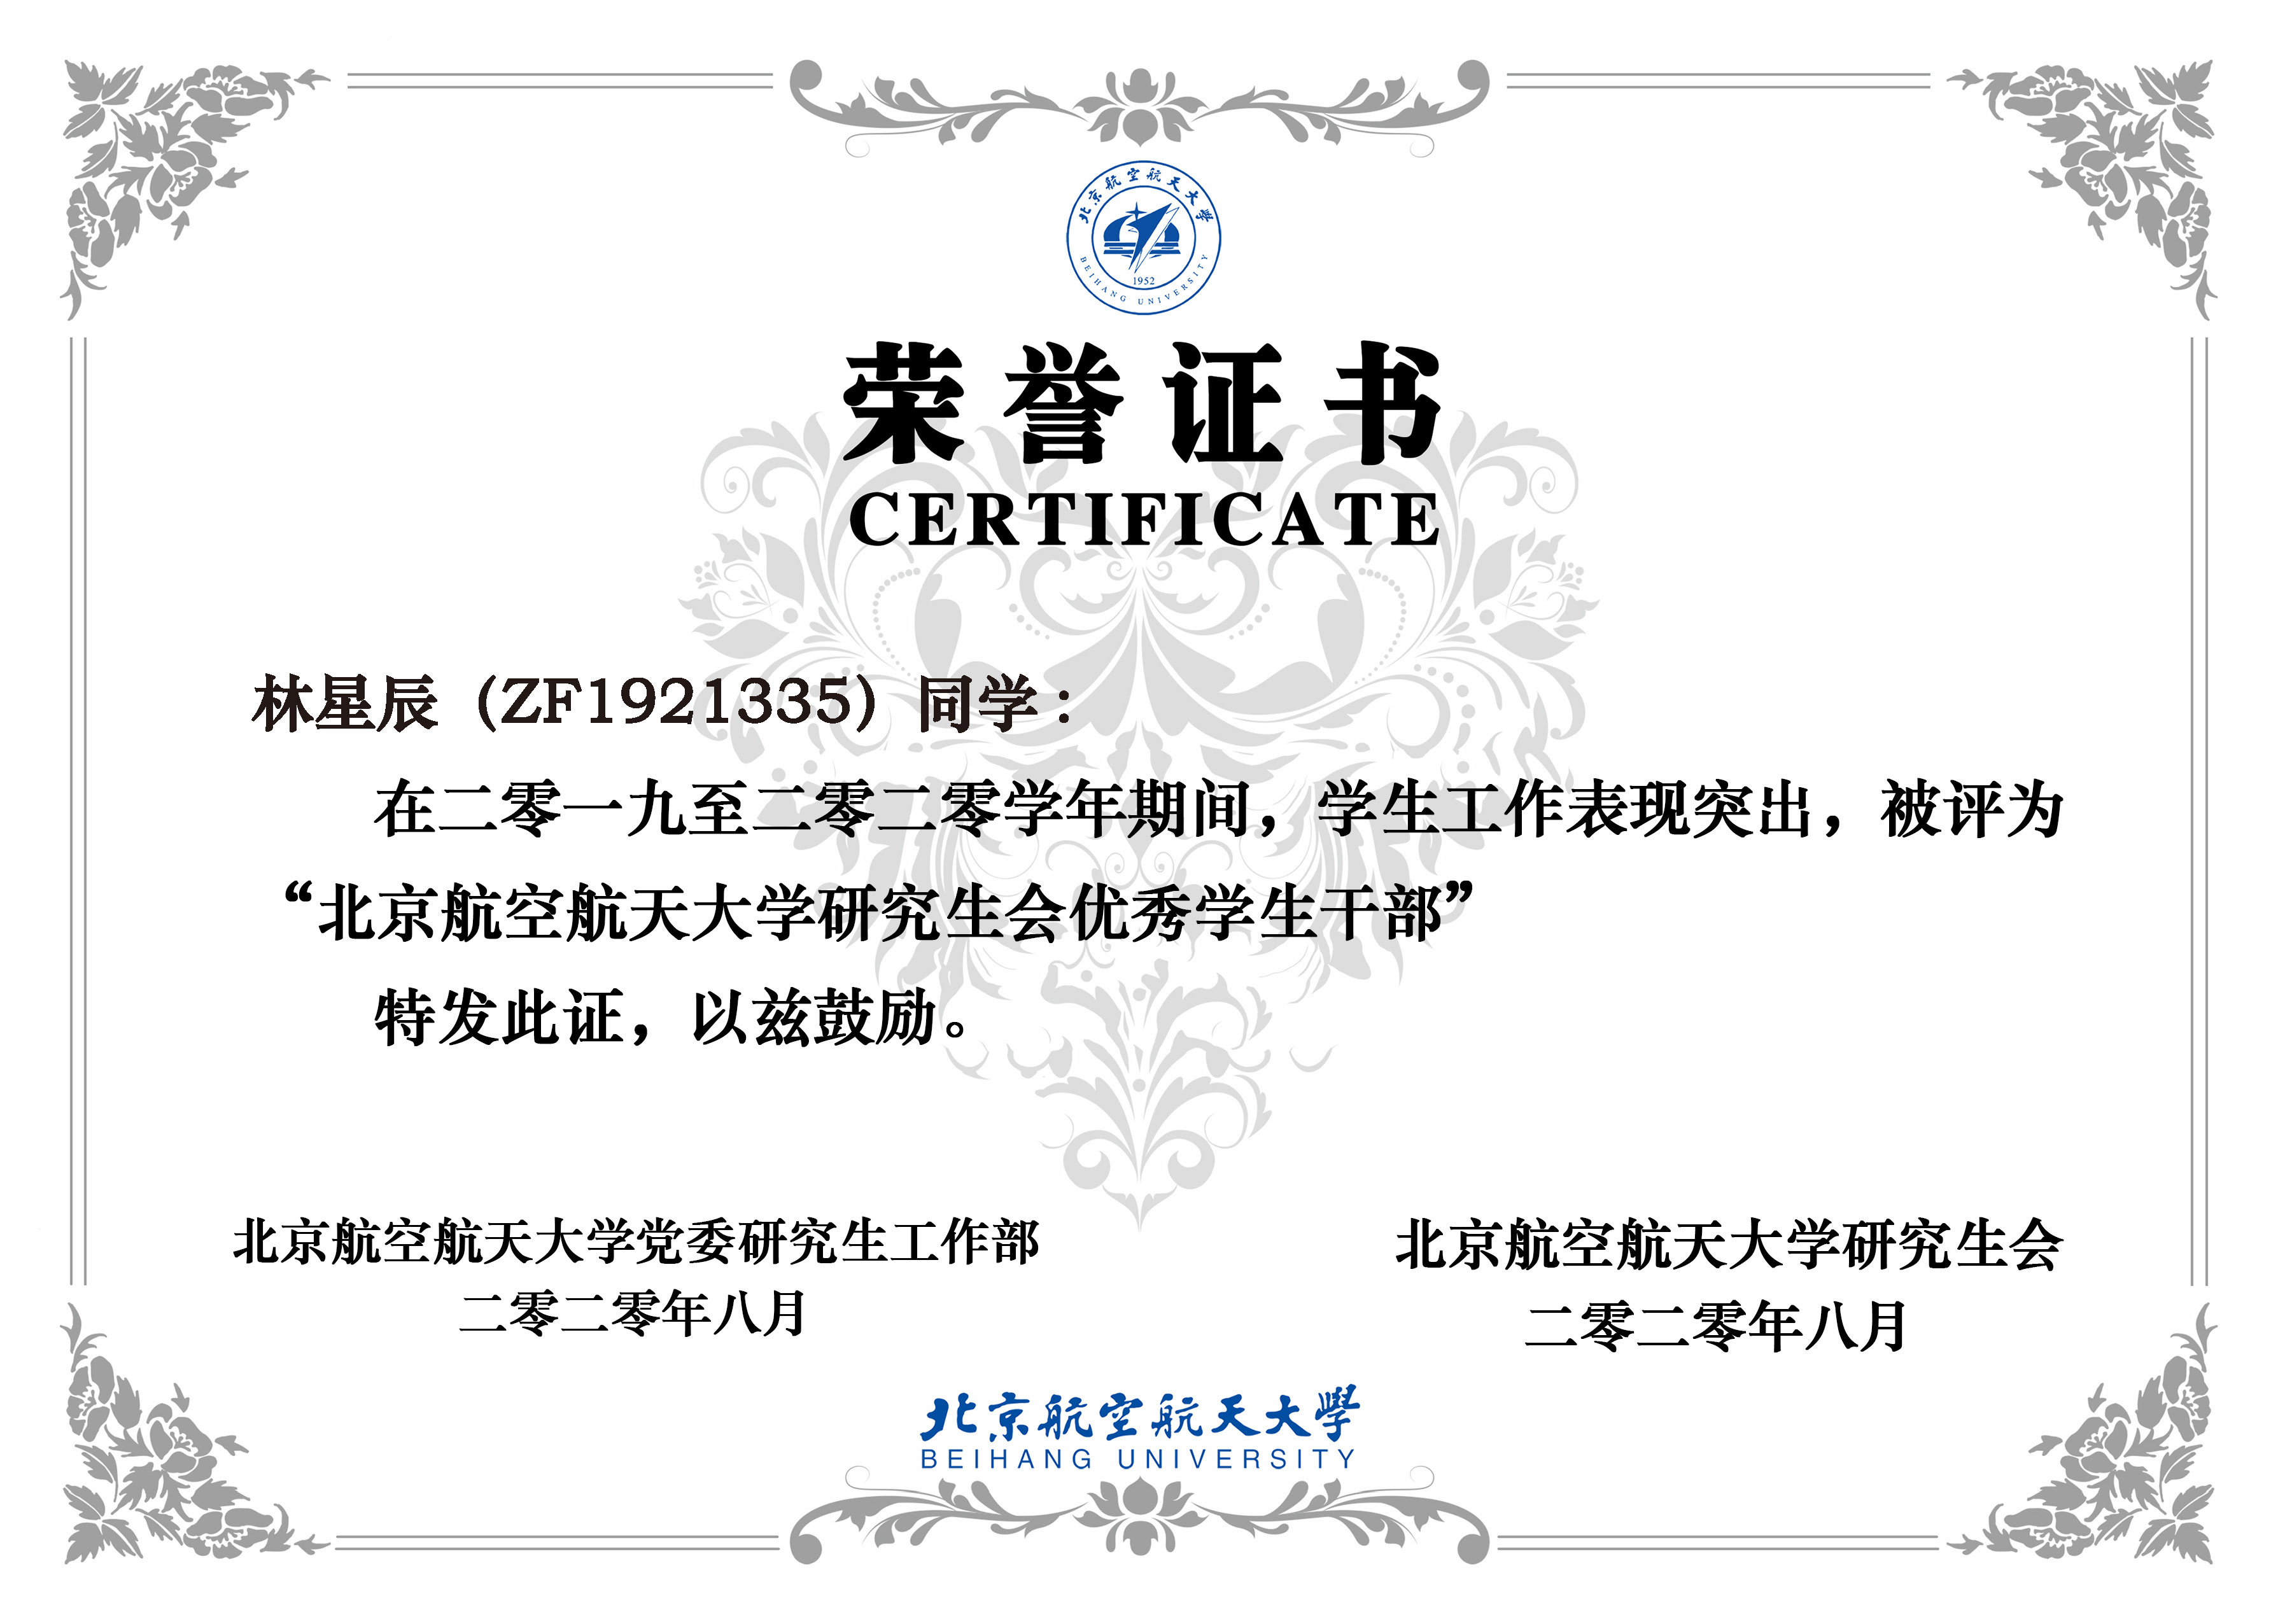 北京航空航天大學
BEIHANG UNIVERSITY
1952
荣誉证书
CERTIFICATE
林星辰（ZF1921335）同学：
在二零一九至二零二零学年期间，学生工作表现突出，被评为
“北京航空航天大学研究生会优秀学生干部”
特发此证，以兹鼓励。
北京航空航天大学党委研究生工作部
二零二零年八月
北京航空航天大学研究生会
二零二零年八月
北京航空航天大學
BEIHANG UNIVERSITY